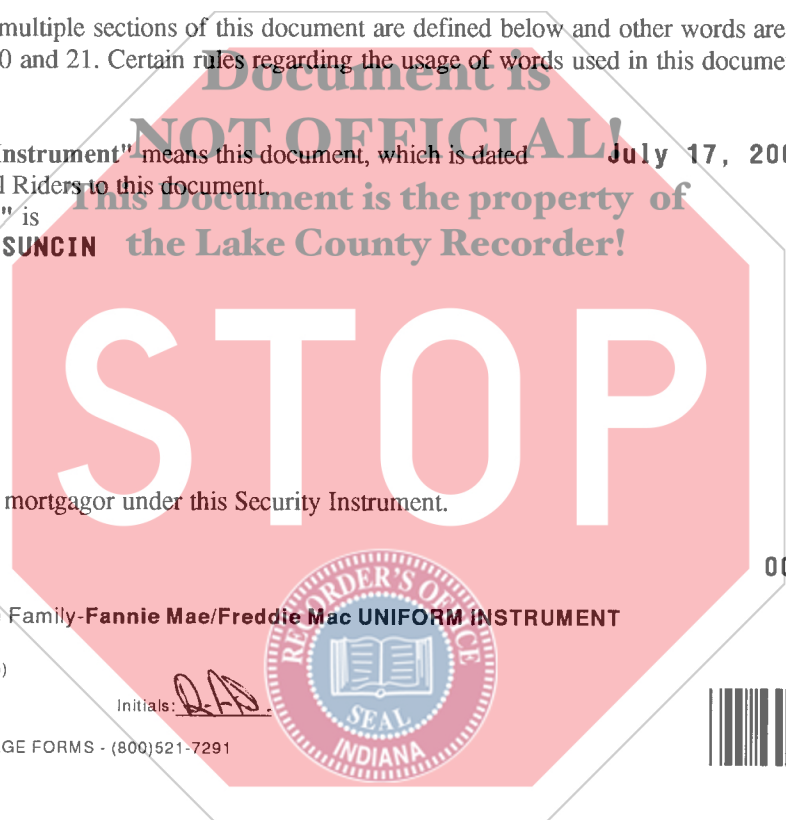 multiple sections of this document are defined below and other words are
0 and 21. Certain rules regarding the usage of words used in this docume
Document is
NOT OFFICIAL!
nstrument" means this document, which is dated July 17, 200
l Riders to this document.
This Document is the property of
" is
SUNCIN
the Lake County Recorder!
STOP
mortgagor under this Security Instrument.
00
Family-Fannie Mae/Freddie Mac UNIFORM INSTRUMENT
)
Initials:
GE FORMS - (800)521-7291
RECORDER'S OFFICE
SEAL
INDIANA